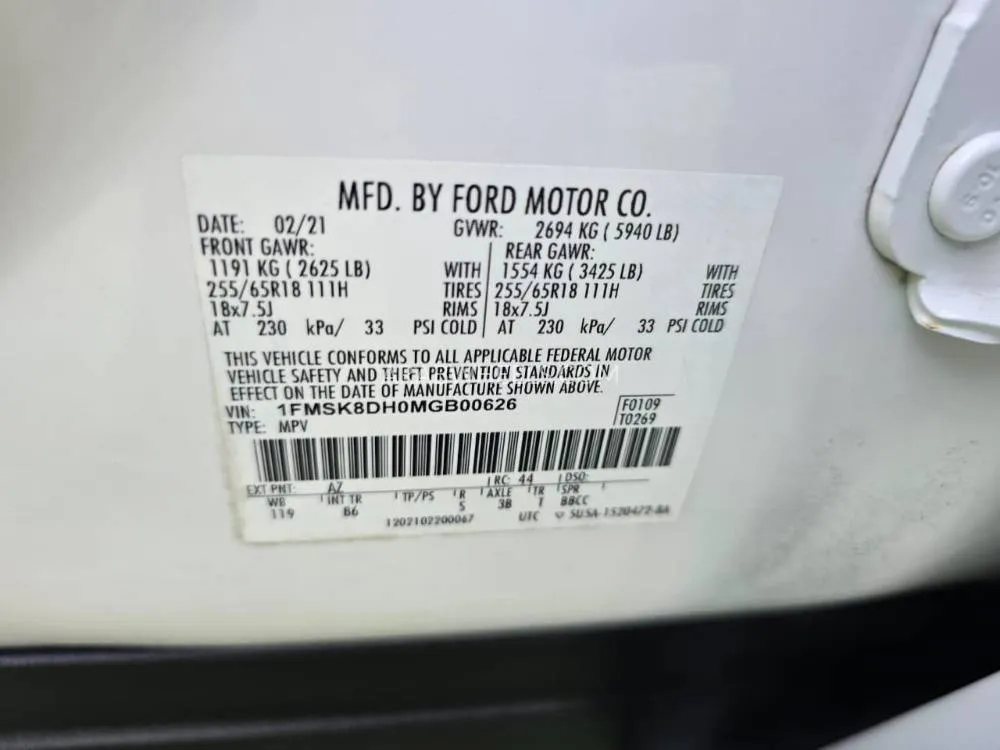 MFD. BY FORD MOTOR CO.
DATE: 02/21 GVWR: 2694 KG ( 5940 LB)
FRONT GAWR: REAR GAWR:
1191 KG ( 2625 LB) WITH 1554 KG ( 3425 LB) WITH
255/65R18 111H TIRES 255/65R18 111H TIRES
18x7.5J RIMS 18x7.5J RIMS
AT 230 kPa/ 33 PSI COLD AT 230 kPa/ 33 PSI COLD
THIS VEHICLE CONFORMS TO ALL APPLICABLE FEDERAL MOTOR
VEHICLE SAFETY AND THEFT PREVENTION STANDARDS IN
EFFECT ON THE DATE OF MANUFACTURE SHOWN ABOVE.
VIN: 1FMSK8DH0MGB00626 F0109
TYPE: MPV T0269
EXT PNT: AZ RC: 44 DSO:
WB INT TR TP/PS R AXLE TR SPR
119 B6 5 3B T BBCC
1202102200067 UTC